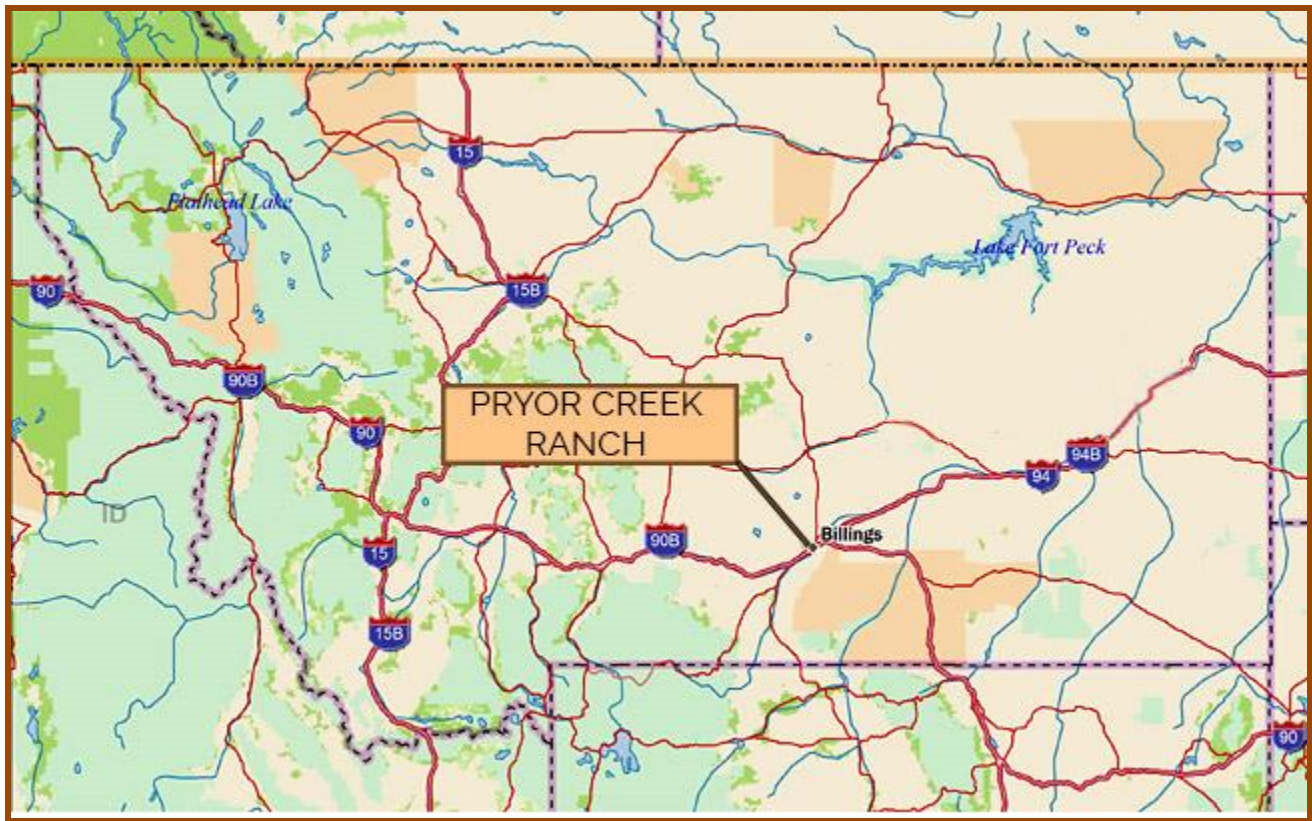 15
Flathead Lake
Lake Fort Peck
90
15B
90B
PRYOR CREEK
RANCH
90
94B
94
ID
90B
Billings
15
15B
90